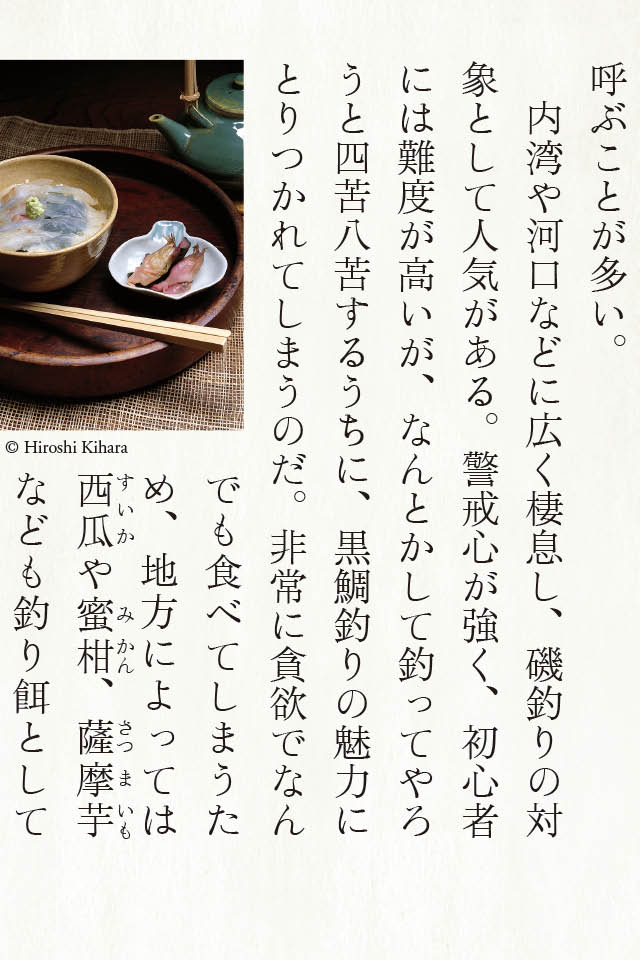 呼ぶことが多い。
内湾や河口などに広く棲息し、磯釣りの対
象として人気がある。警戒心が強く、初心者
には難度が高いが、なんとかして釣ってやろ
うと四苦八苦するうちに、黒鯛釣りの魅力に
とりつかれてしまうのだ。非常に貪欲でなん
でも食べてしまうた
め、地方によっては
西瓜や蜜柑、薩摩芋
すいか みかん さつまいも
なども釣り餌として
© Hiroshi Kihara